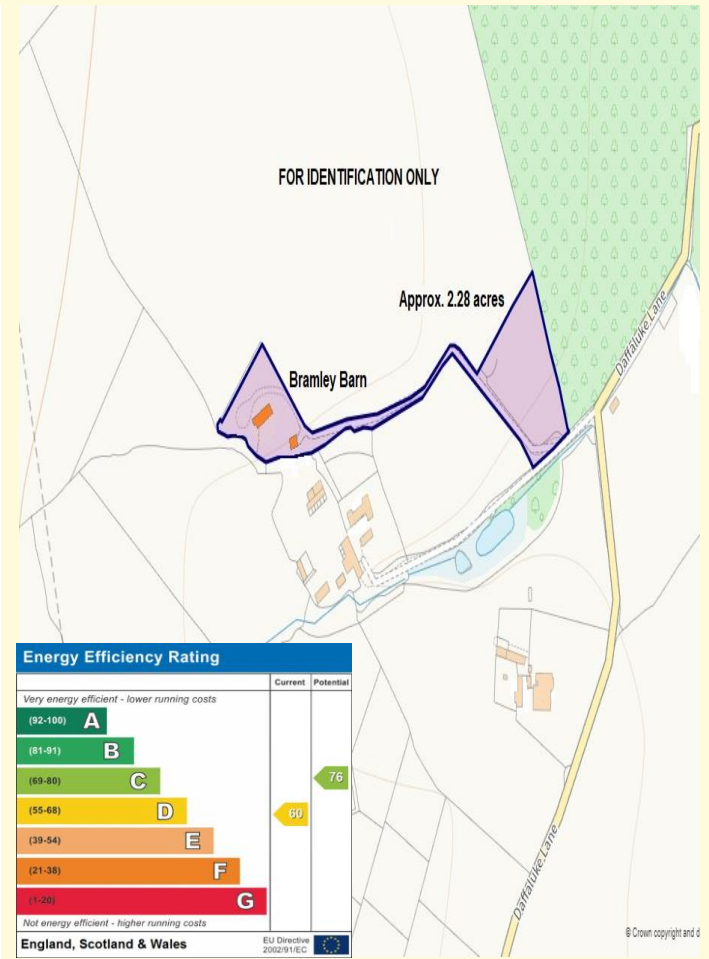 FOR IDENTIFICATION ONLY
Approx. 2.28 acres
Daffaluke Lane
Bramley Barn
Energy Efficiency Rating
Current Potential
Very energy efficient - lower running costs
(92-100) A
(81-91) B
(69-80) C
76
(55-68) D
60
(39-54) E
(21-38) F
(1-20) G
Not energy efficient - higher running costs
England, Scotland & Wales
EU Directive
2002/91/EC
Daffaluke Lane
© Crown copyright and d